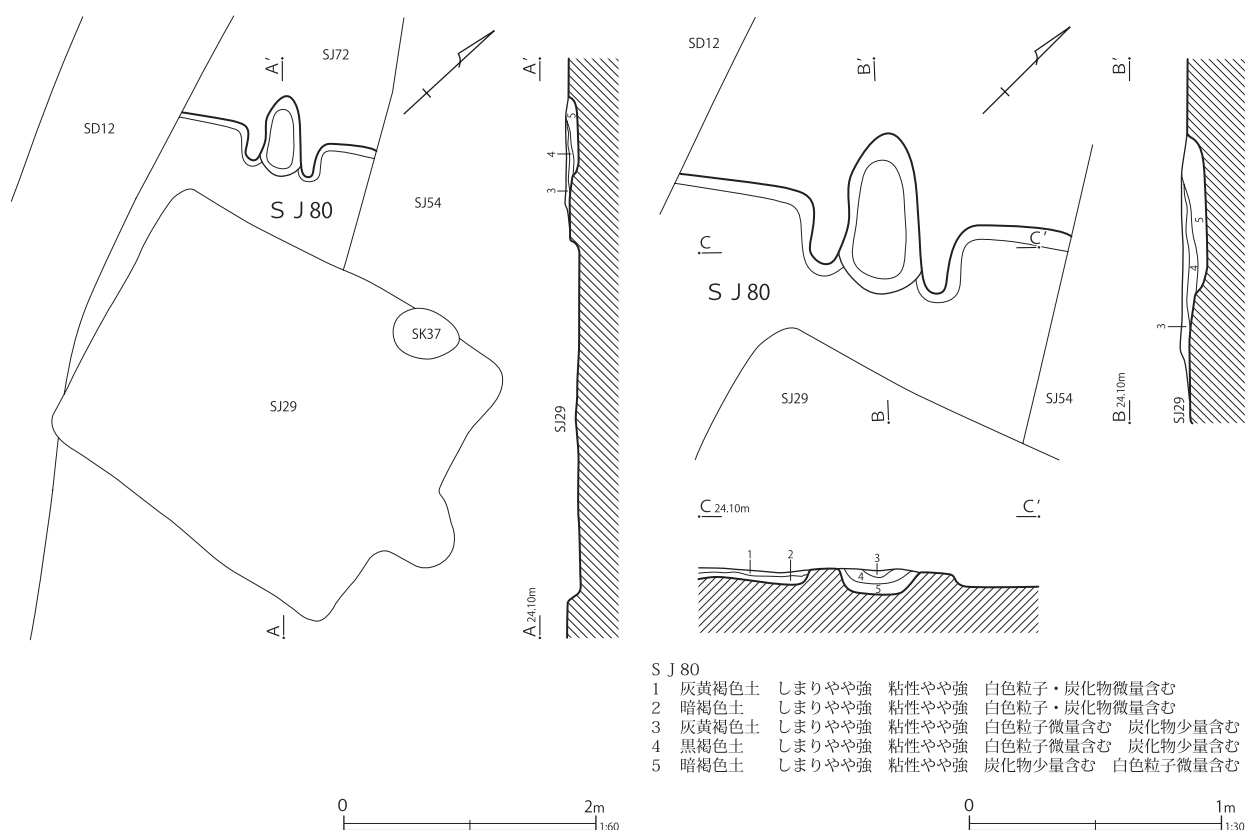 SJ72
A′
A′
SD12
5
4
3
SJ80
SJ54
SK37
SJ29
SJ29
A
A 24.10m
SD12
B′
B′
C
C′
5
4
3
SJ80
SJ29
SJ54
B
B 24.10m
SJ29
C 24.10m
C′
1
2
3
4
5
SJ80
1 灰黄褐色土 しまりやや強 粘性やや強 白色粒子・炭化物微量含む
2 暗褐色土 しまりやや強 粘性やや強 白色粒子・炭化物微量含む
3 灰黄褐色土 しまりやや強 粘性やや強 白色粒子微量含む 炭化物少量含む
4 黒褐色土 しまりやや強 粘性やや強 白色粒子微量含む 炭化物少量含む
5 暗褐色土 しまりやや強 粘性やや強 炭化物少量含む 白色粒子微量含む
0 2m
1:60
0 1m
1:30